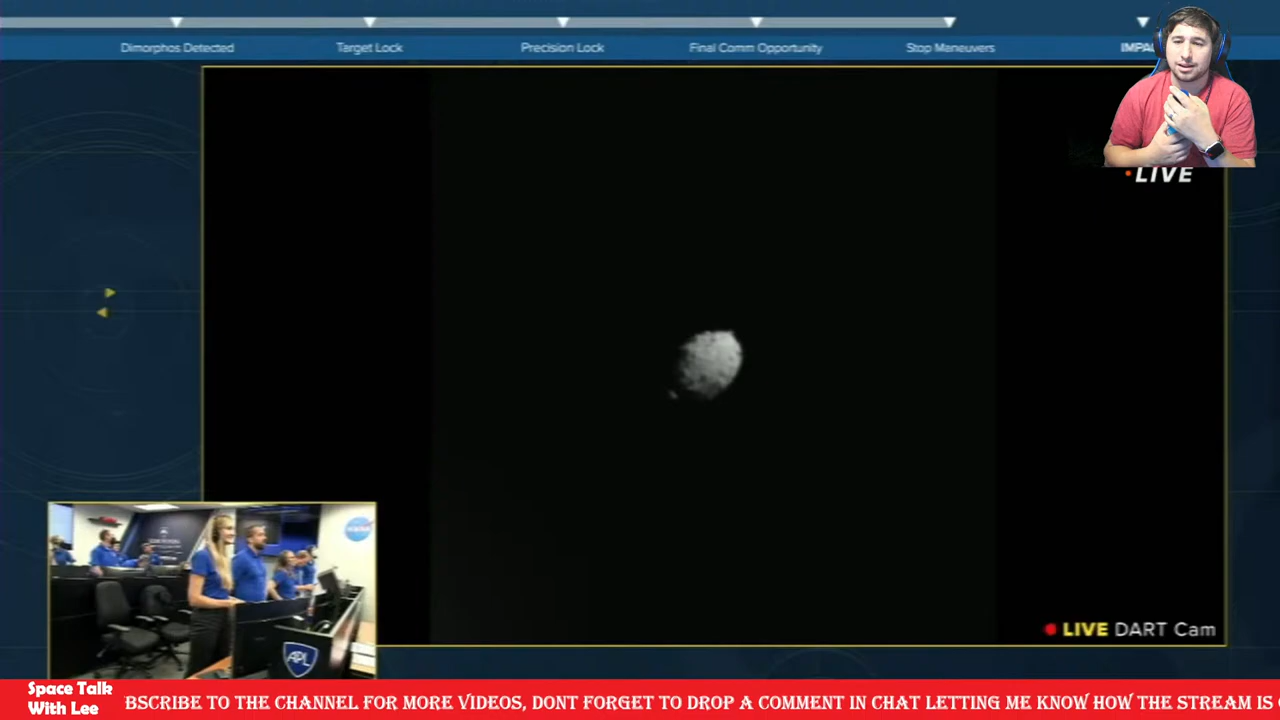 Dimorphos Detected
Target Lock
Precision Lock
Final Comm Opportunity
Stop Maneuvers
LIVE
NASA
APL
LIVE DART Cam
Space Talk
With Lee
BSCRIBE TO THE CHANNEL FOR MORE VIDEOS, DONT FORGET TO DROP A COMMENT IN CHAT LETTING ME KNOW HOW THE STREAM IS